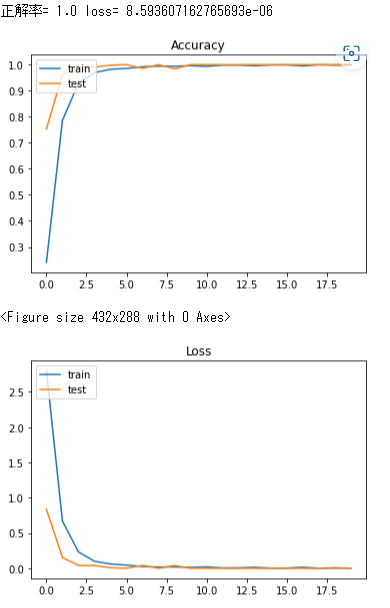 正解率= 1.0 loss= 8.593607162765693e-06
Accuracy
train
test
1.0
0.9
0.8
0.7
0.6
0.5
0.4
0.3
0.0 2.5 5.0 7.5 10.0 12.5 15.0 17.5
<Figure size 432x288 with 0 Axes>
Loss
train
test
2.5
2.0
1.5
1.0
0.5
0.0
0.0 2.5 5.0 7.5 10.0 12.5 15.0 17.5